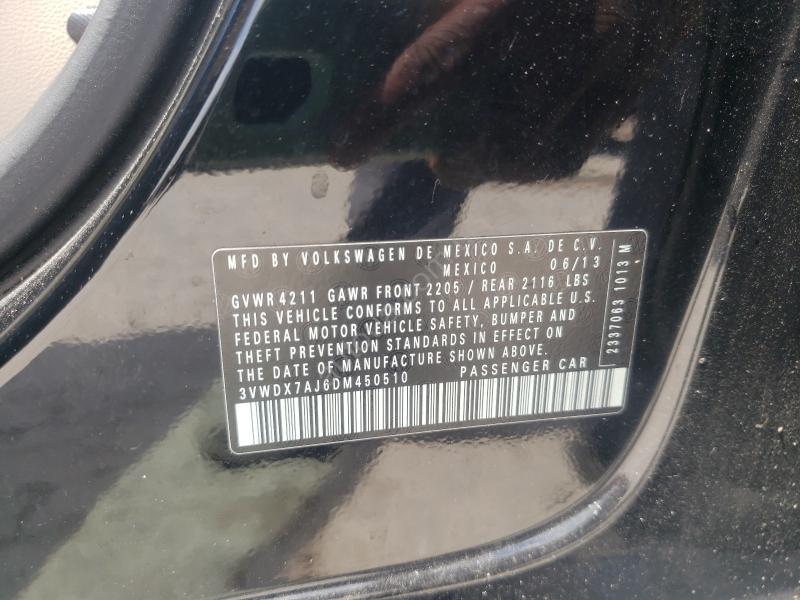 MFD BY VOLKSWAGEN DE MEXICO S.A. DE C.V.
MEXICO 06/13
GVWR 4211 GAWR FRONT 2205 / REAR 2116 LBS
THIS VEHICLE CONFORMS TO ALL APPLICABLE U.S.
FEDERAL MOTOR VEHICLE SAFETY, BUMPER AND
THEFT PREVENTION STANDARDS IN EFFECT ON
THE DATE OF MANUFACTURE SHOWN ABOVE.
3VWDX7AJ6DM450510 PASSENGER CAR
2337063 1013 M